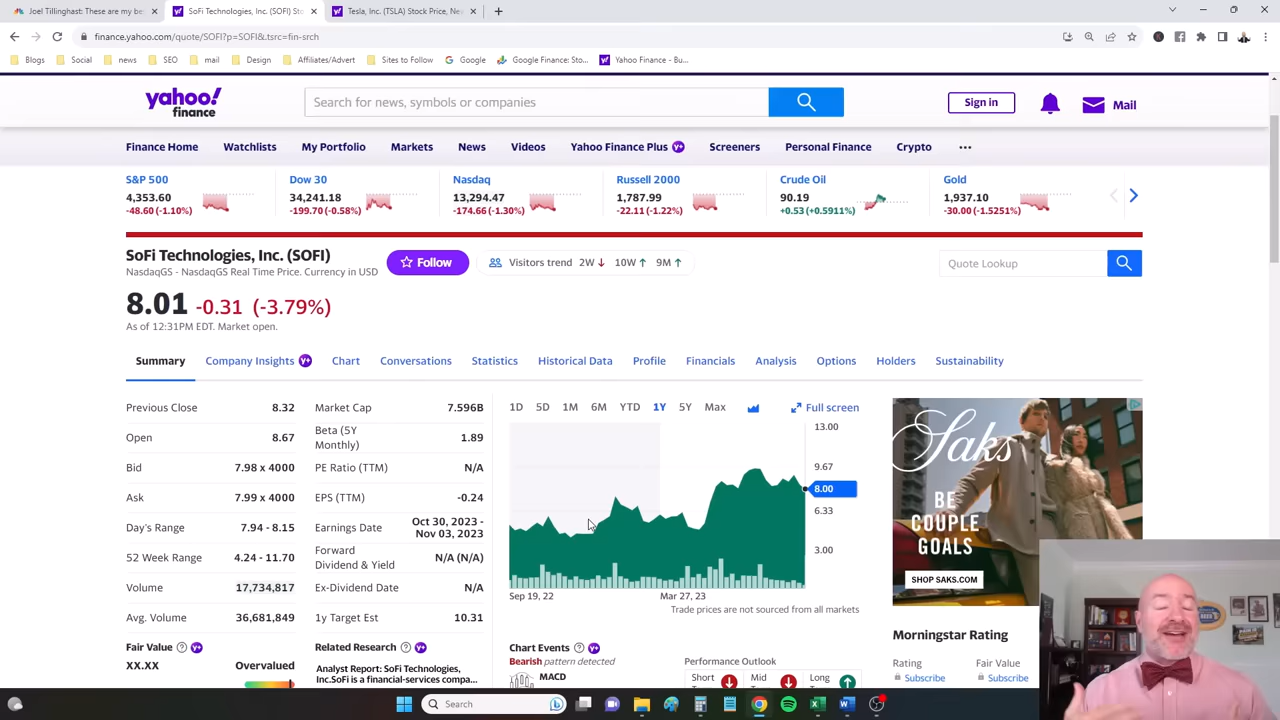 Joel Tillinghast: These are my be
SoFi Technologies, Inc. (SOFI) Sto
Tesla, Inc. (TSLA) Stock Price, Ne
finance.yahoo.com/quote/SOFI?p=SOFI&.tsrc=fin-srch
Blogs Social news SEO mail Design Affiliates/Advert Sites to Follow Google Google Finance: Sto... Yahoo Finance - Bu...
yahoo! finance
Search for news, symbols or companies
Sign in
Mail
Finance Home Watchlists My Portfolio Markets News Videos Yahoo Finance Plus Screeners Personal Finance Crypto ...
S&P 500 Dow 30 Nasdaq Russell 2000 Crude Oil Gold
4,353.60 34,241.18 13,294.47 1,787.99 90.19 1,937.10
-48.60 (-1.10%) -199.70 (-0.58%) -174.66 (-1.30%) -22.11 (-1.22%) +0.53 (+0.5911%) -30.00 (-1.5251%)
SoFi Technologies, Inc. (SOFI)
NasdaqGS - NasdaqGS Real Time Price. Currency in USD
Follow
Visitors trend 2W 10W 9M
Quote Lookup
8.01 -0.31 (-3.79%)
As of 12:31PM EDT. Market open.
Summary Company Insights Chart Conversations Statistics Historical Data Profile Financials Analysis Options Holders Sustainability
Previous Close 8.32
Open 8.67
Bid 7.98 x 4000
Ask 7.99 x 4000
Day's Range 7.94 - 8.15
52 Week Range 4.24 - 11.70
Volume 17,734,817
Avg. Volume 36,681,849
Market Cap 7.596B
Beta (5Y
Monthly) 1.89
PE Ratio (TTM) N/A
EPS (TTM) -0.24
Earnings Date Oct 30, 2023 -
Nov 03, 2023
Forward
Dividend & Yield N/A (N/A)
Ex-Dividend Date N/A
1y Target Est 10.31
Fair Value
XX.XX Overvalued
Related Research
Analyst Report: SoFi Technologies,
Inc.SoFi is a financial-services compa...
1D 5D 1M 6M YTD 1Y 5Y Max
Full screen
13.00
9.67
8.00
6.33
3.00
Sep 19, 22 Mar 27, 23
Trade prices are not sourced from all markets
Chart Events
Bearish pattern detected
MACD
Performance Outlook
Short Mid Long
Saks
BE
COUPLE
GOALS
SHOP SAKS.COM
Morningstar Rating
Rating Fair Value
Subscribe Subscribe
Search